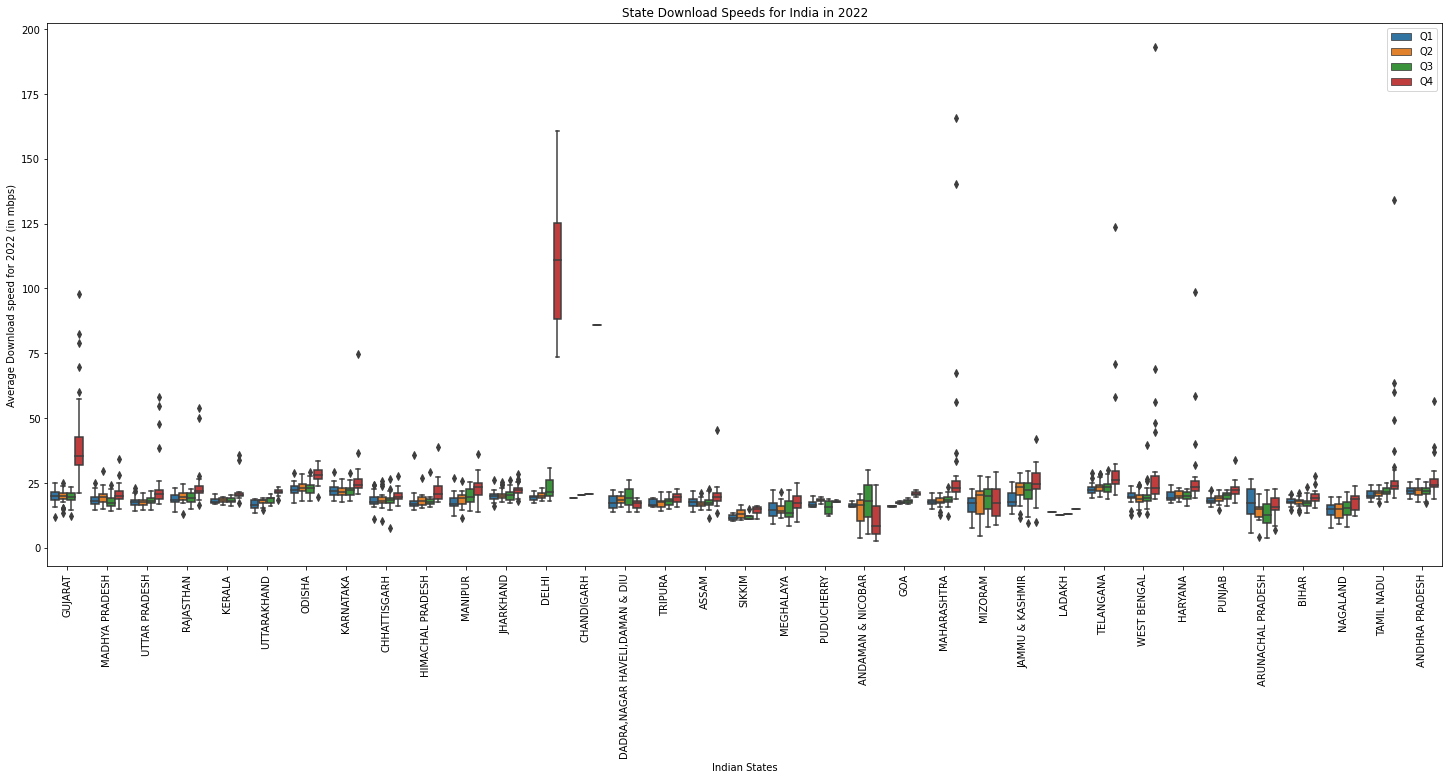 State Download Speeds for India in 2022
Q1
Q2
Q3
Q4
Average Download speed for 2022 (in mbps)
200
175
150
125
100
75
50
25
0
GUJARAT
MADHYA PRADESH
UTTAR PRADESH
RAJASTHAN
KERALA
UTTARAKHAND
ODISHA
KARNATAKA
CHHATTISGARH
HIMACHAL PRADESH
MANIPUR
JHARKHAND
DELHI
CHANDIGARH
DADRA,NAGAR HAVELI,DAMAN & DIU
TRIPURA
ASSAM
SIKKIM
MEGHALAYA
PUDUCHERRY
ANDAMAN & NICOBAR
GOA
MAHARASHTRA
MIZORAM
JAMMU & KASHMIR
LADAKH
TELANGANA
WEST BENGAL
HARYANA
PUNJAB
ARUNACHAL PRADESH
BIHAR
NAGALAND
TAMIL NADU
ANDHRA PRADESH
Indian States